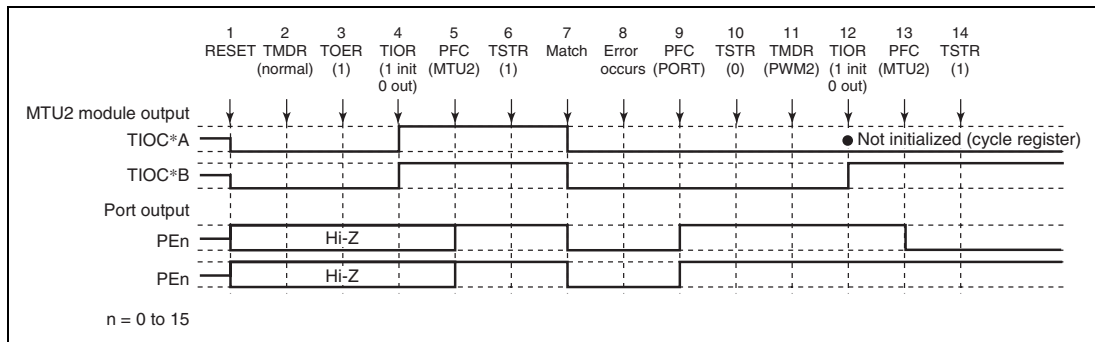 1 2 3 4 5 6 7 8 9 10 11 12 13 14
RESET TMDR TOER TIOR PFC TSTR Match Error PFC TSTR TMDR TIOR PFC TSTR
(normal) (1) (1 init (MTU2) (1) occurs (PORT) (0) (PWM2) (1 init (MTU2) (1)
0 out) 0 out)
MTU2 module output
TIOC*A
Not initialized (cycle register)
TIOC*B
Port output
PEn
Hi-Z
PEn
Hi-Z
n = 0 to 15